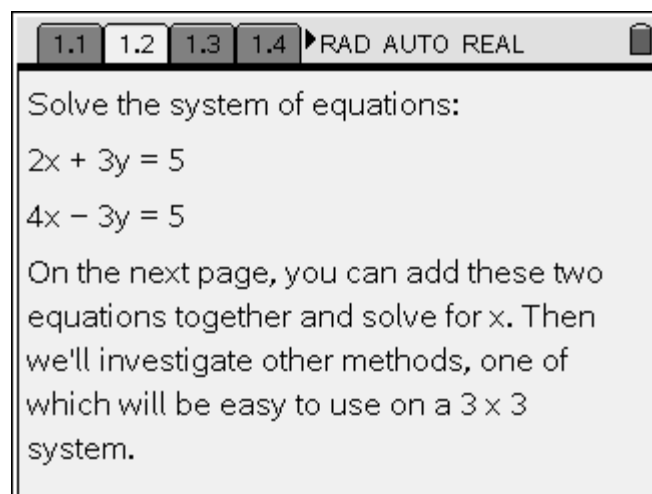 1.1 1.2 1.3 1.4 RAD AUTO REAL
Solve the system of equations:
2x + 3y = 5
4x − 3y = 5
On the next page, you can add these two
equations together and solve for x. Then
we'll investigate other methods, one of
which will be easy to use on a 3 x 3
system.